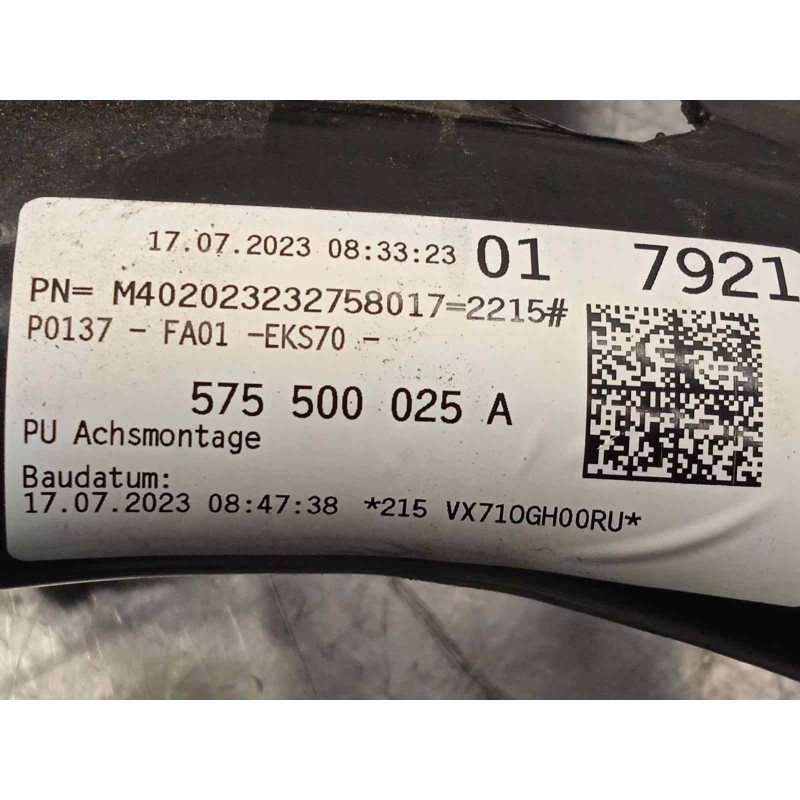 17.07.2023 08:33:23 01 7921
PN= M402023232758017=2215#
P0137 - FA01 -EKS70 -
575 500 025 A
PU Achsmontage
Baudatum:
17.07.2023 08:47:38 *215 VX71OGH00RU*